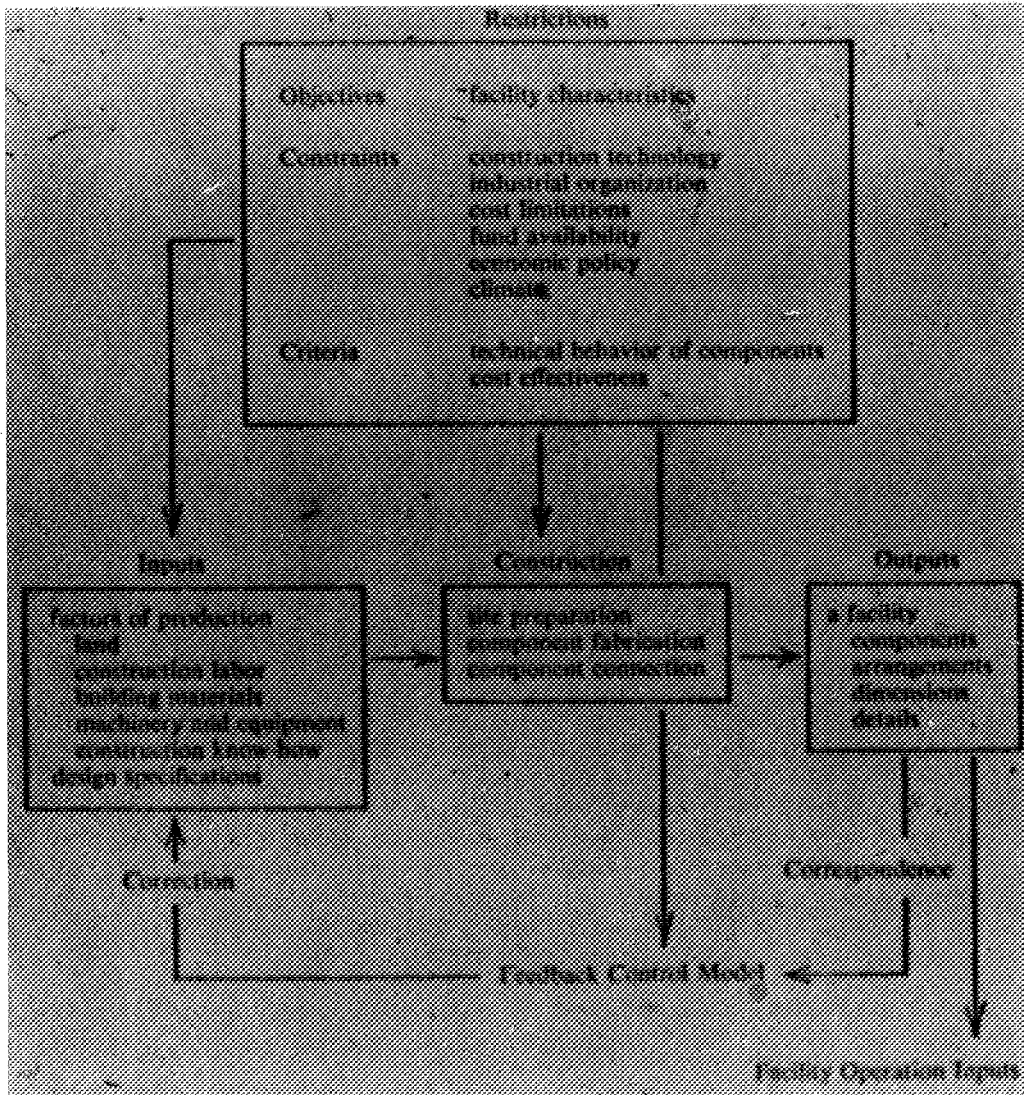 Restrictions
Objectives facility characteristics
Constraints construction technology
industrial organization
cost limitations
fund availability
economic policy
climate
Criteria technical behavior of components
cost effectiveness
Inputs
factors of production
land
construction labor
building materials
machinery and equipment
construction know how
design specifications
Construction
site preparation
component fabrication
component connection
Outputs
a facility
components
arrangements
dimensions
details
Correction
Correspondence
Feedback Control Model
Facility Operation Inputs